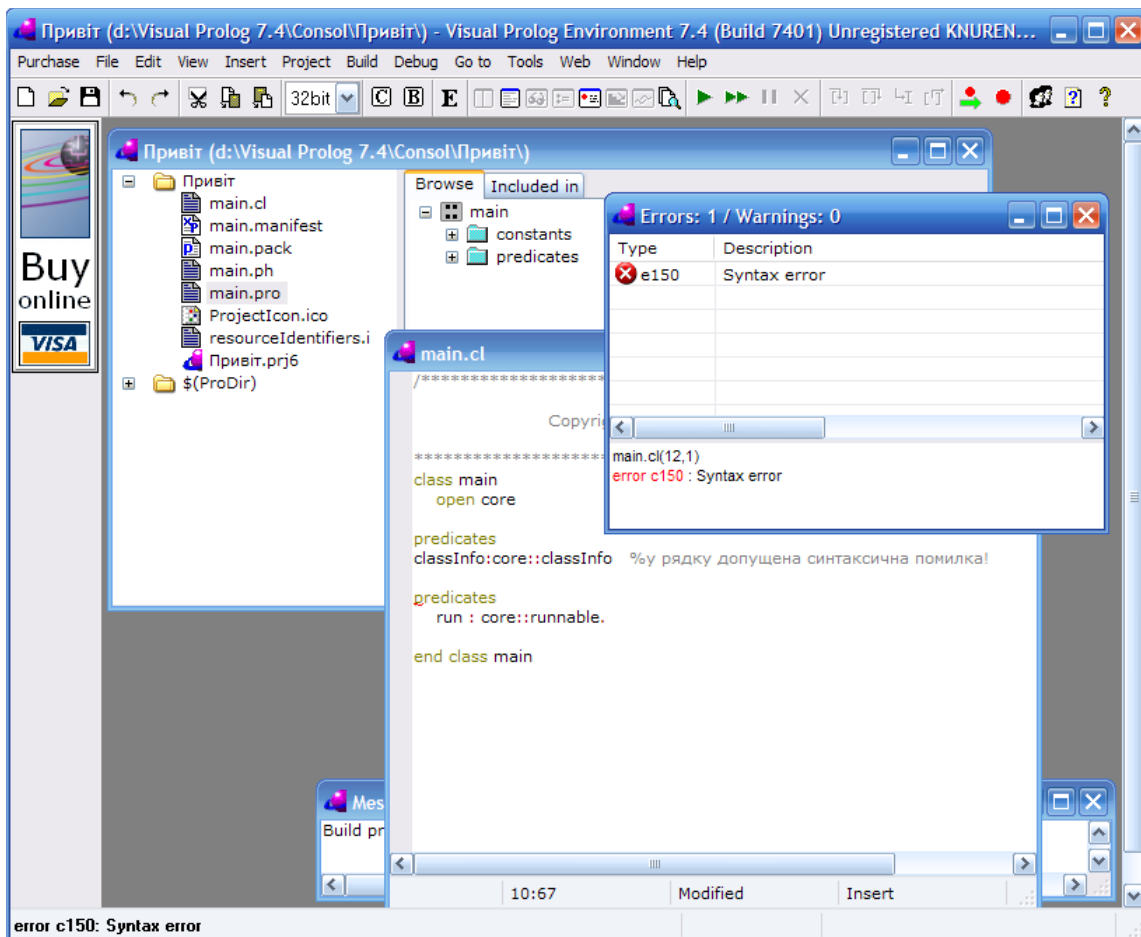 Привіт (d:\Visual Prolog 7.4\Consol\Привіт\) - Visual Prolog Environment 7.4 (Build 7401) Unregistered KNUREN...
Purchase File Edit View Insert Project Build Debug Go to Tools Web Window Help
32bit C B E
Buy
online
VISA
Привіт (d:\Visual Prolog 7.4\Consol\Привіт\)
Привіт
main.cl
main.manifest
main.pack
main.ph
main.pro
ProjectIcon.ico
resourceIdentifiers.i
Привіт.prj6
$(ProDir)
Browse Included in
main
constants
predicates
Errors: 1 / Warnings: 0
Type Description
e150 Syntax error
main.cl(12,1)
error c150 : Syntax error
main.cl
/********************
Copyri
********************
class main
open core
predicates
classInfo:core::classInfo %у рядку допущена синтаксична помилка!
predicates
run : core::runnable.
end class main
10:67 Modified Insert
Mes
Build pr
error c150: Syntax error